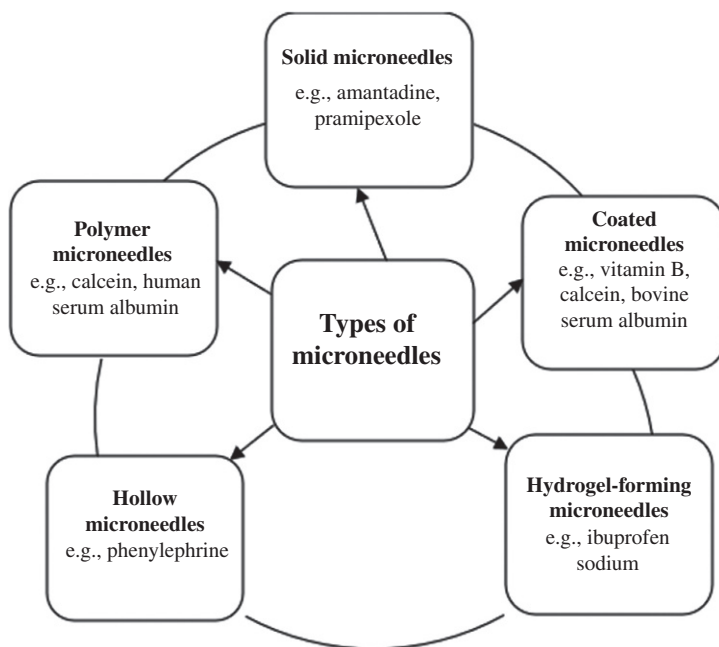 Solid microneedles
e.g., amantadine,
pramipexole
Polymer
microneedles
e.g., calcein, human
serum albumin
Coated
microneedles
e.g., vitamin B,
calcein, bovine
serum albumin
Types of
microneedles
Hollow
microneedles
e.g., phenylephrine
Hydrogel-forming
microneedles
e.g., ibuprofen
sodium